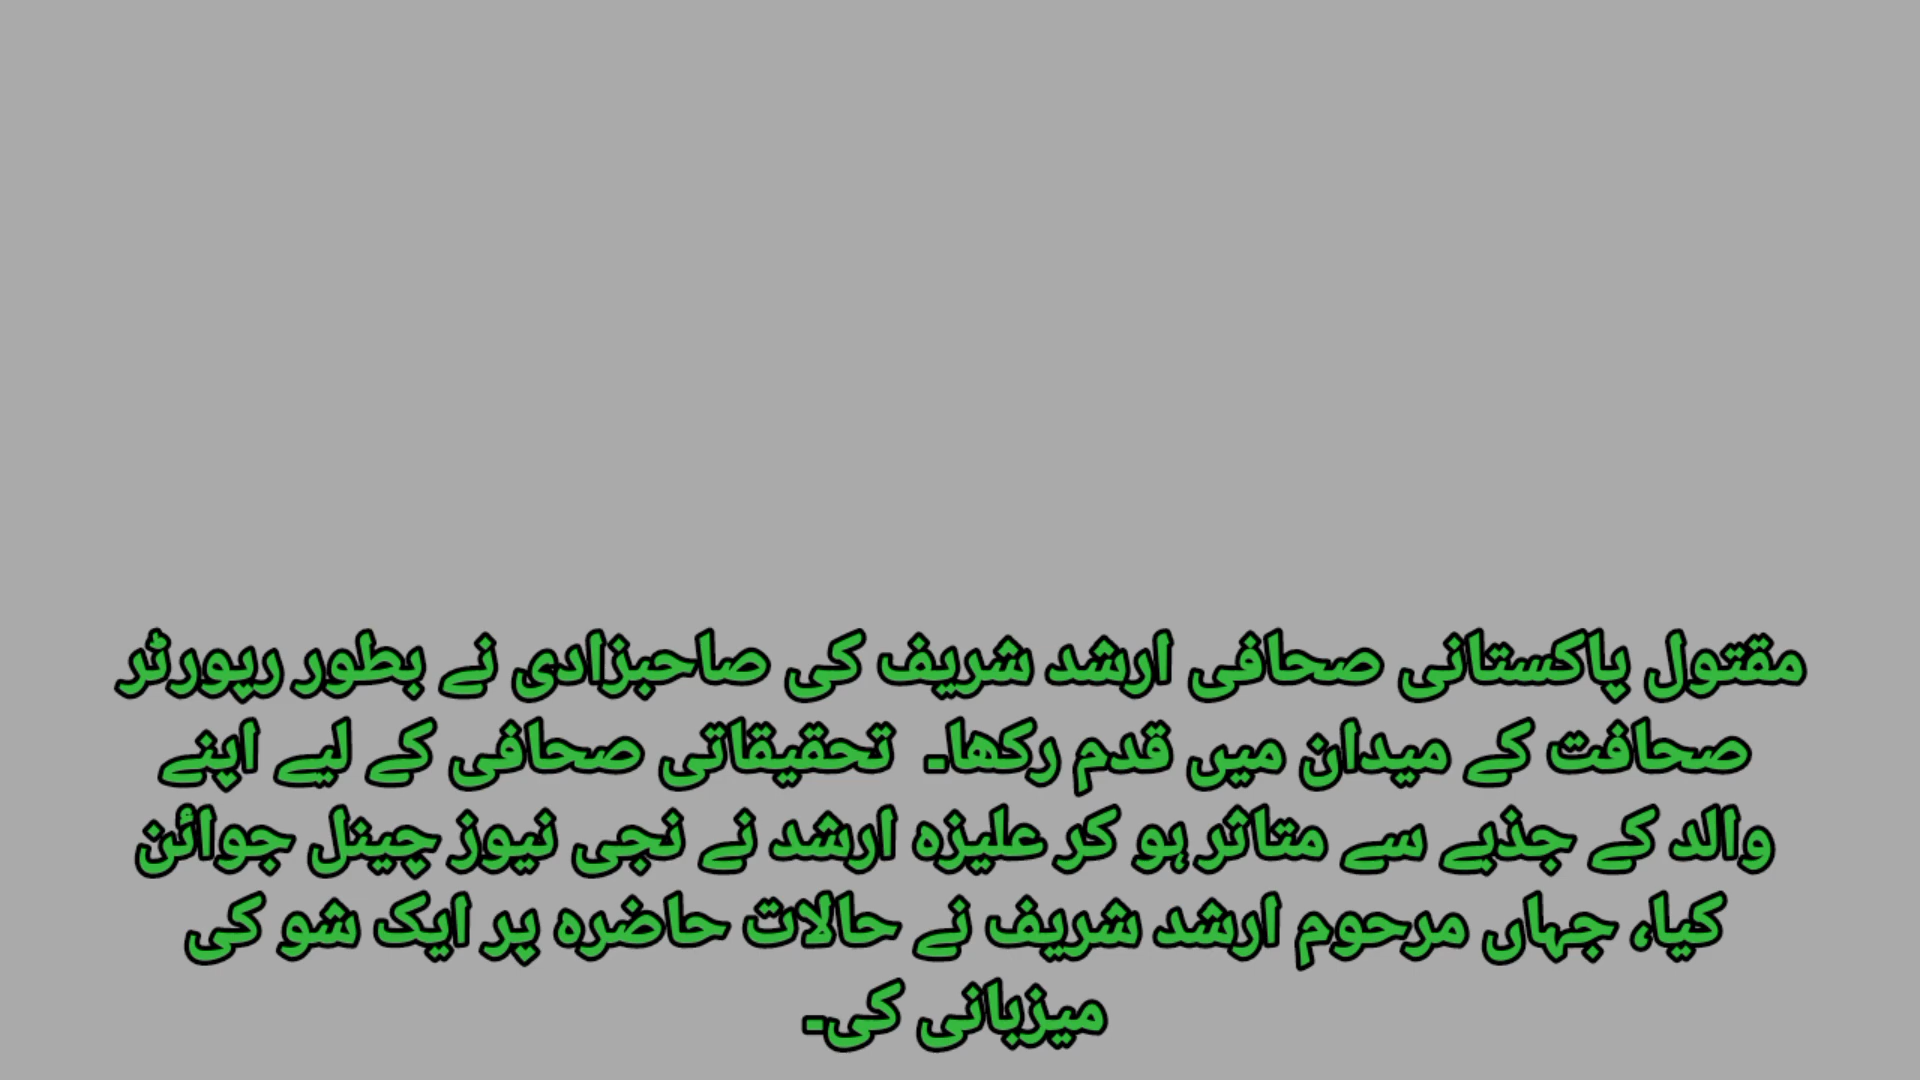 مقتول پاکستانی صحافی ارشد شریف کی صاحبزادی نے بطور رپورٹر
صحافت کے میدان میں قدم رکھا۔ تحقیقاتی صحافی کے لیے اپنے
والد کے جذبے سے متاثر ہو کر علیزہ ارشد نے نجی نیوز چینل جوائن
کیا، جہاں مرحوم ارشد شریف نے حالات حاضرہ پر ایک شو کی
میزبانی کی۔